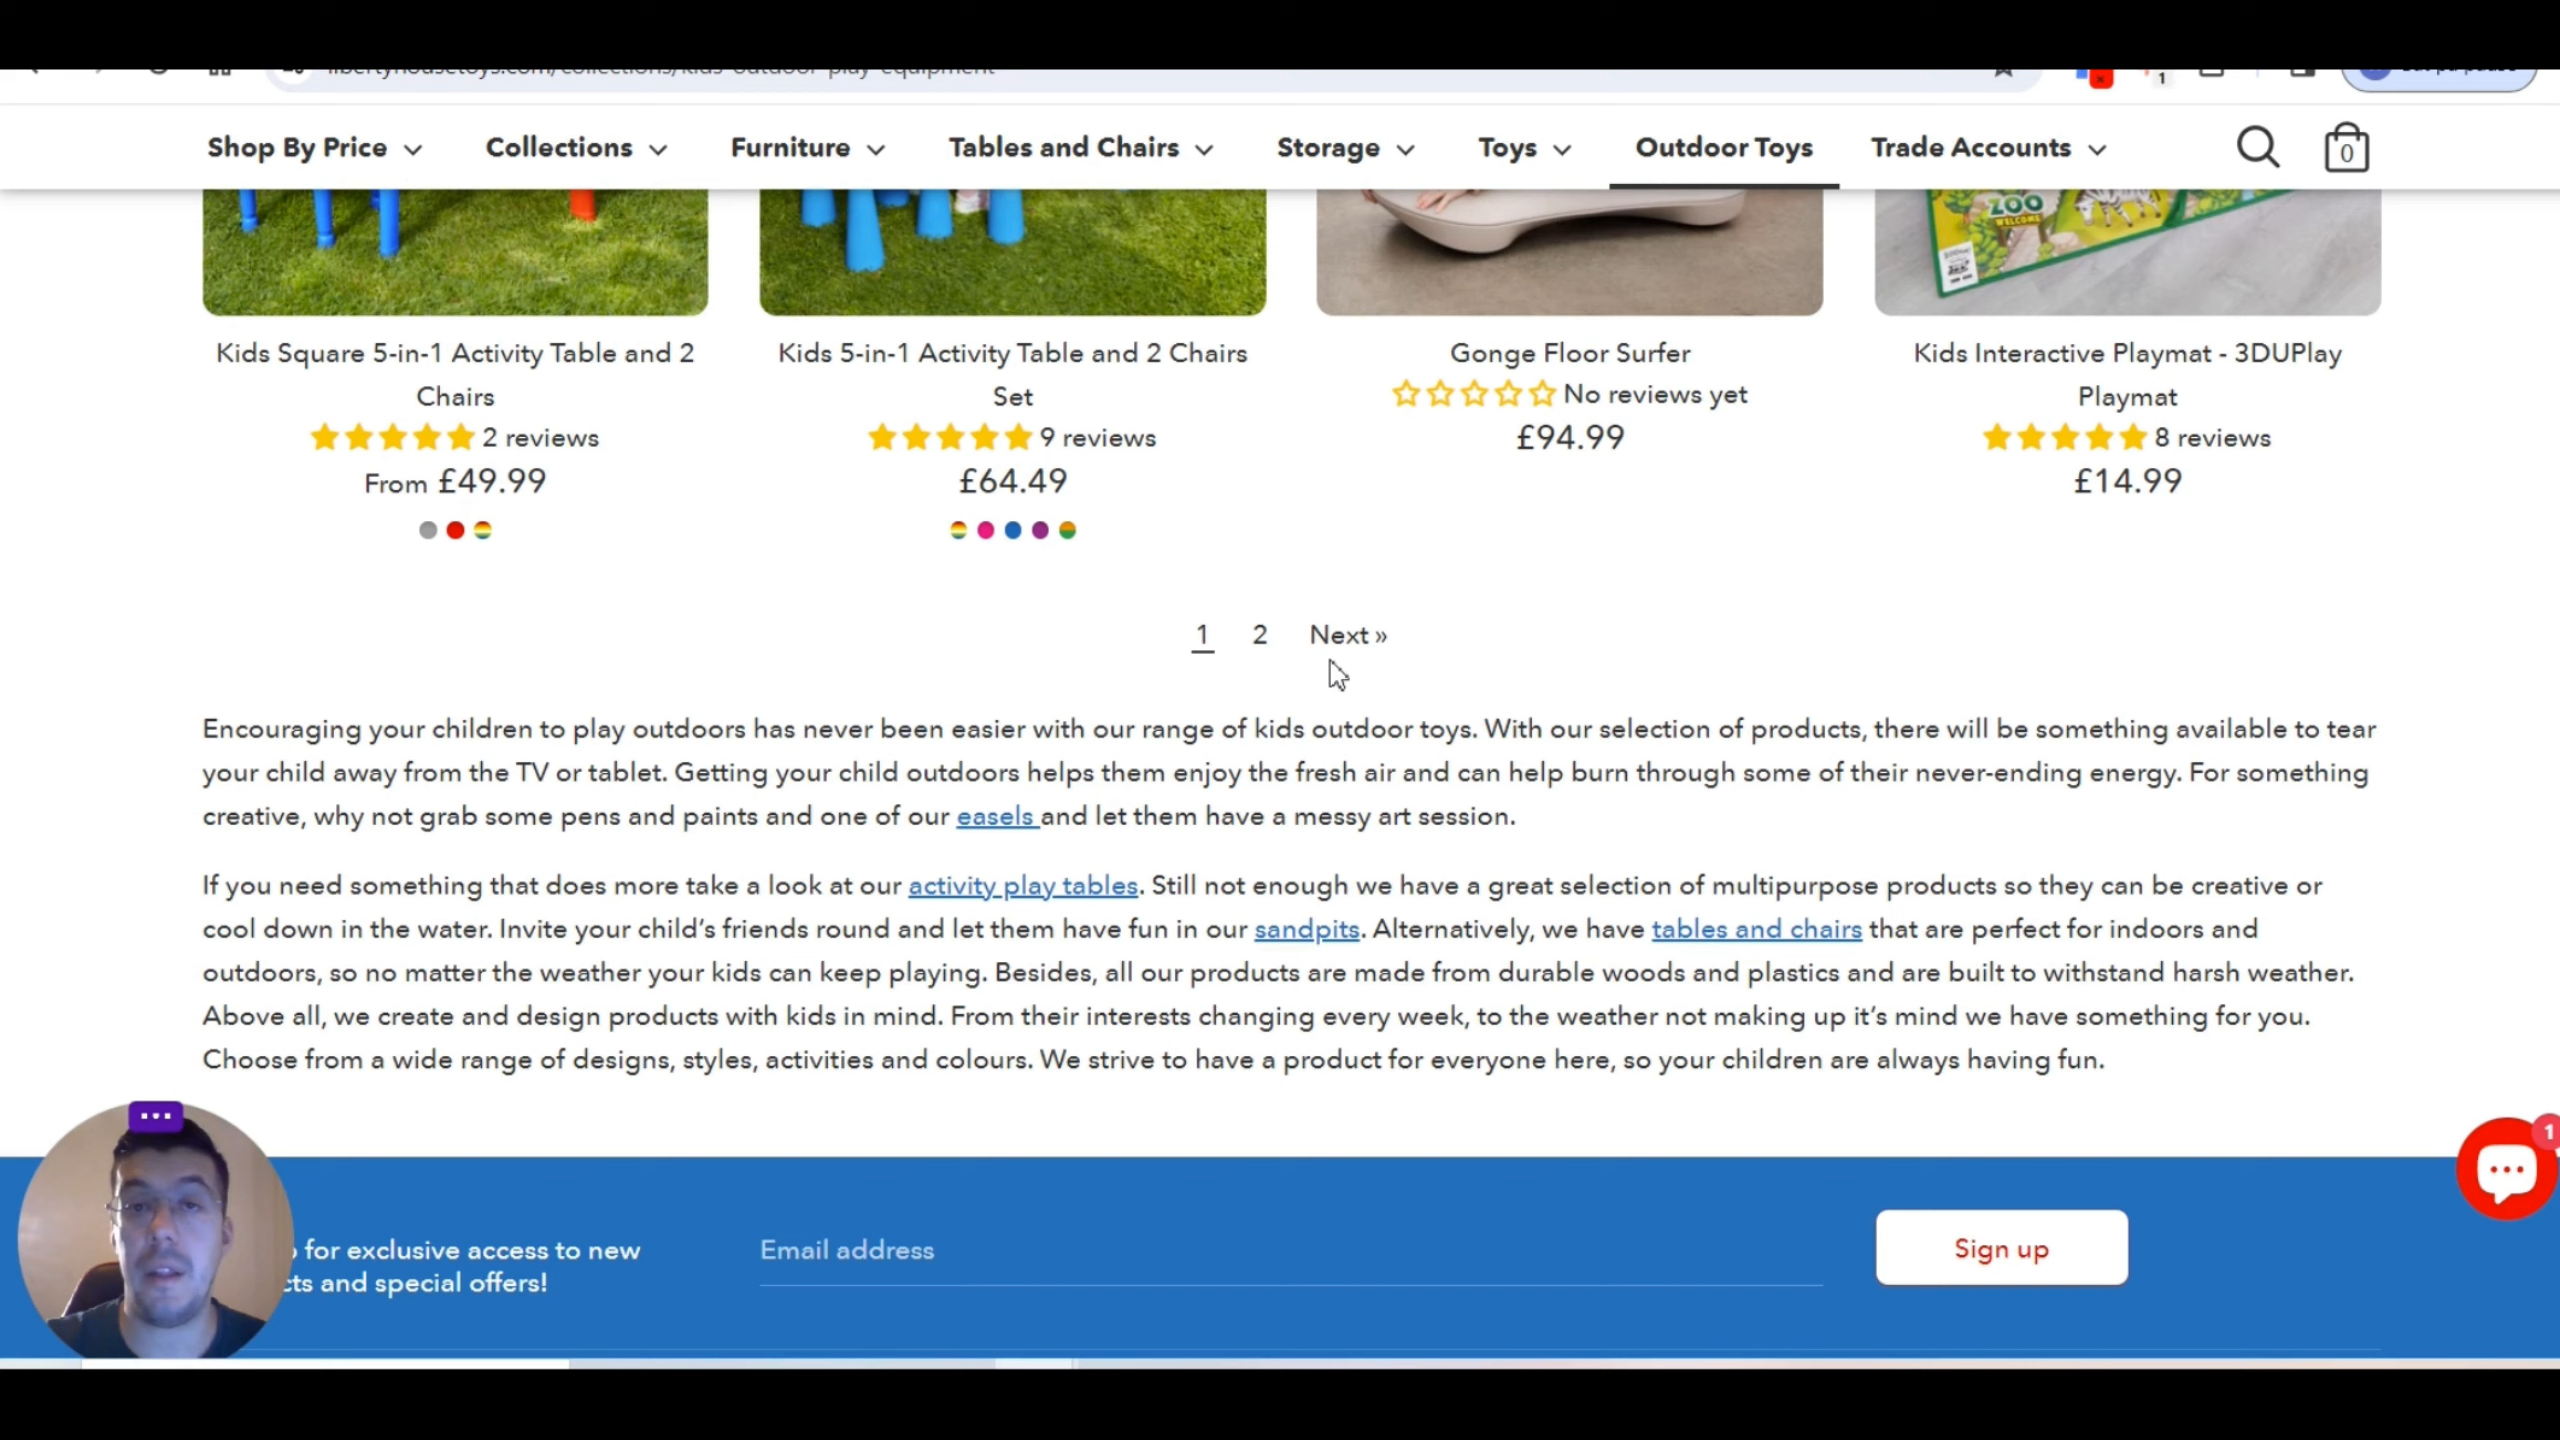 libertyhousetoys.com/collections/kids-outdoor-play-equipment
1
Shop By Price Collections Furniture Tables and Chairs Storage Toys Outdoor Toys Trade Accounts 0
ZOO
WELCOME
Kids Square 5-in-1 Activity Table and 2
Chairs
2 reviews
From £49.99
Kids 5-in-1 Activity Table and 2 Chairs
Set
9 reviews
£64.49
Gonge Floor Surfer
No reviews yet
£94.99
Kids Interactive Playmat - 3DUPlay
Playmat
8 reviews
£14.99
1 2 Next »
Encouraging your children to play outdoors has never been easier with our range of kids outdoor toys. With our selection of products, there will be something available to tear
your child away from the TV or tablet. Getting your child outdoors helps them enjoy the fresh air and can help burn through some of their never-ending energy. For something
creative, why not grab some pens and paints and one of our easels and let them have a messy art session.
If you need something that does more take a look at our activity play tables. Still not enough we have a great selection of multipurpose products so they can be creative or
cool down in the water. Invite your child's friends round and let them have fun in our sandpits. Alternatively, we have tables and chairs that are perfect for indoors and
outdoors, so no matter the weather your kids can keep playing. Besides, all our products are made from durable woods and plastics and are built to withstand harsh weather.
Above all, we create and design products with kids in mind. From their interests changing every week, to the weather not making up it's mind we have something for you.
Choose from a wide range of designs, styles, activities and colours. We strive to have a product for everyone here, so your children are always having fun.
1
for exclusive access to new
cts and special offers!
Email address
Sign up